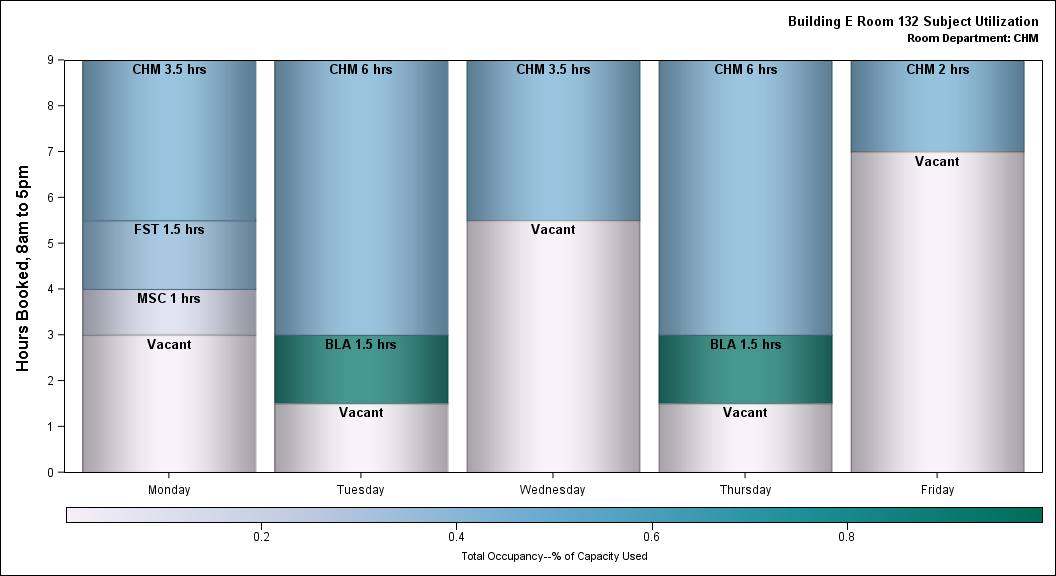 Building E Room 132 Subject Utilization
Room Department: CHM
Hours Booked, 8am to 5pm
9
8
7
6
5
4
3
2
1
0
CHM 3.5 hrs
FST 1.5 hrs
MSC 1 hrs
Vacant
CHM 6 hrs
BLA 1.5 hrs
Vacant
CHM 3.5 hrs
Vacant
CHM 6 hrs
BLA 1.5 hrs
Vacant
CHM 2 hrs
Vacant
Monday Tuesday Wednesday Thursday Friday
0.2 0.4 0.6 0.8
Total Occupancy--% of Capacity Used